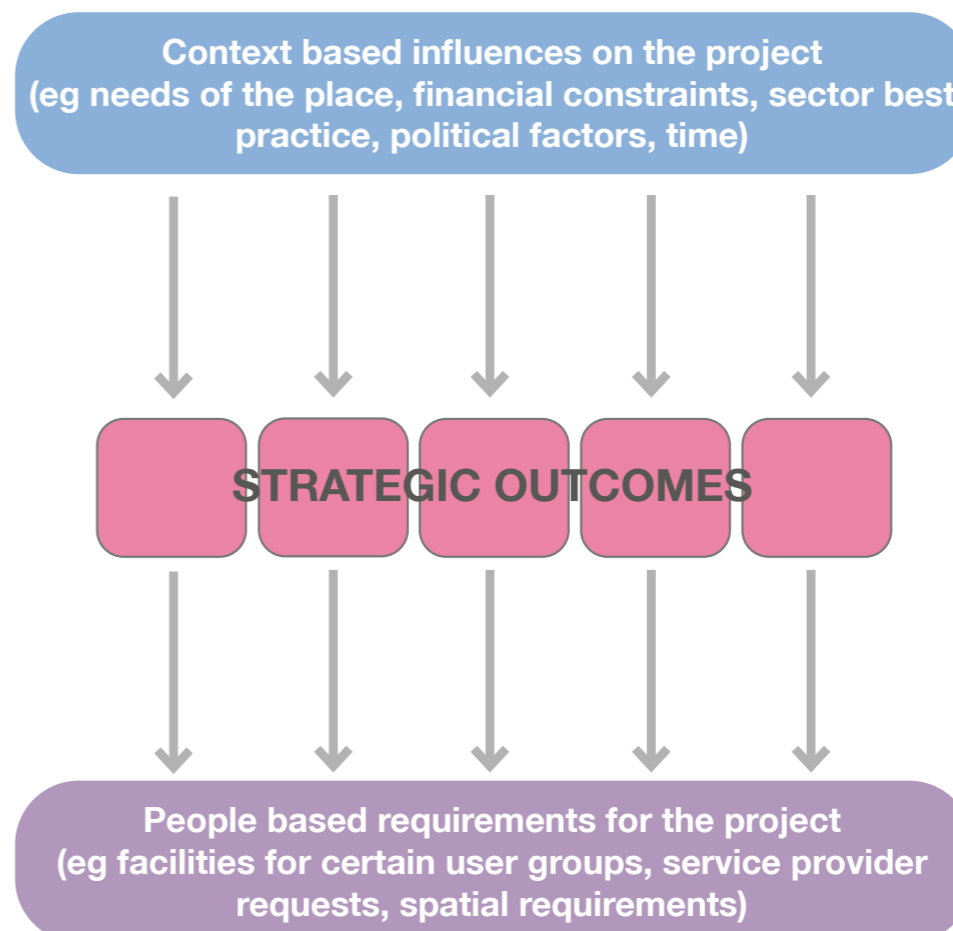 Context based influences on the project
(eg needs of the place, financial constraints, sector best
practice, political factors, time)
STRATEGIC OUTCOMES
People based requirements for the project
(eg facilities for certain user groups, service provider
requests, spatial requirements)